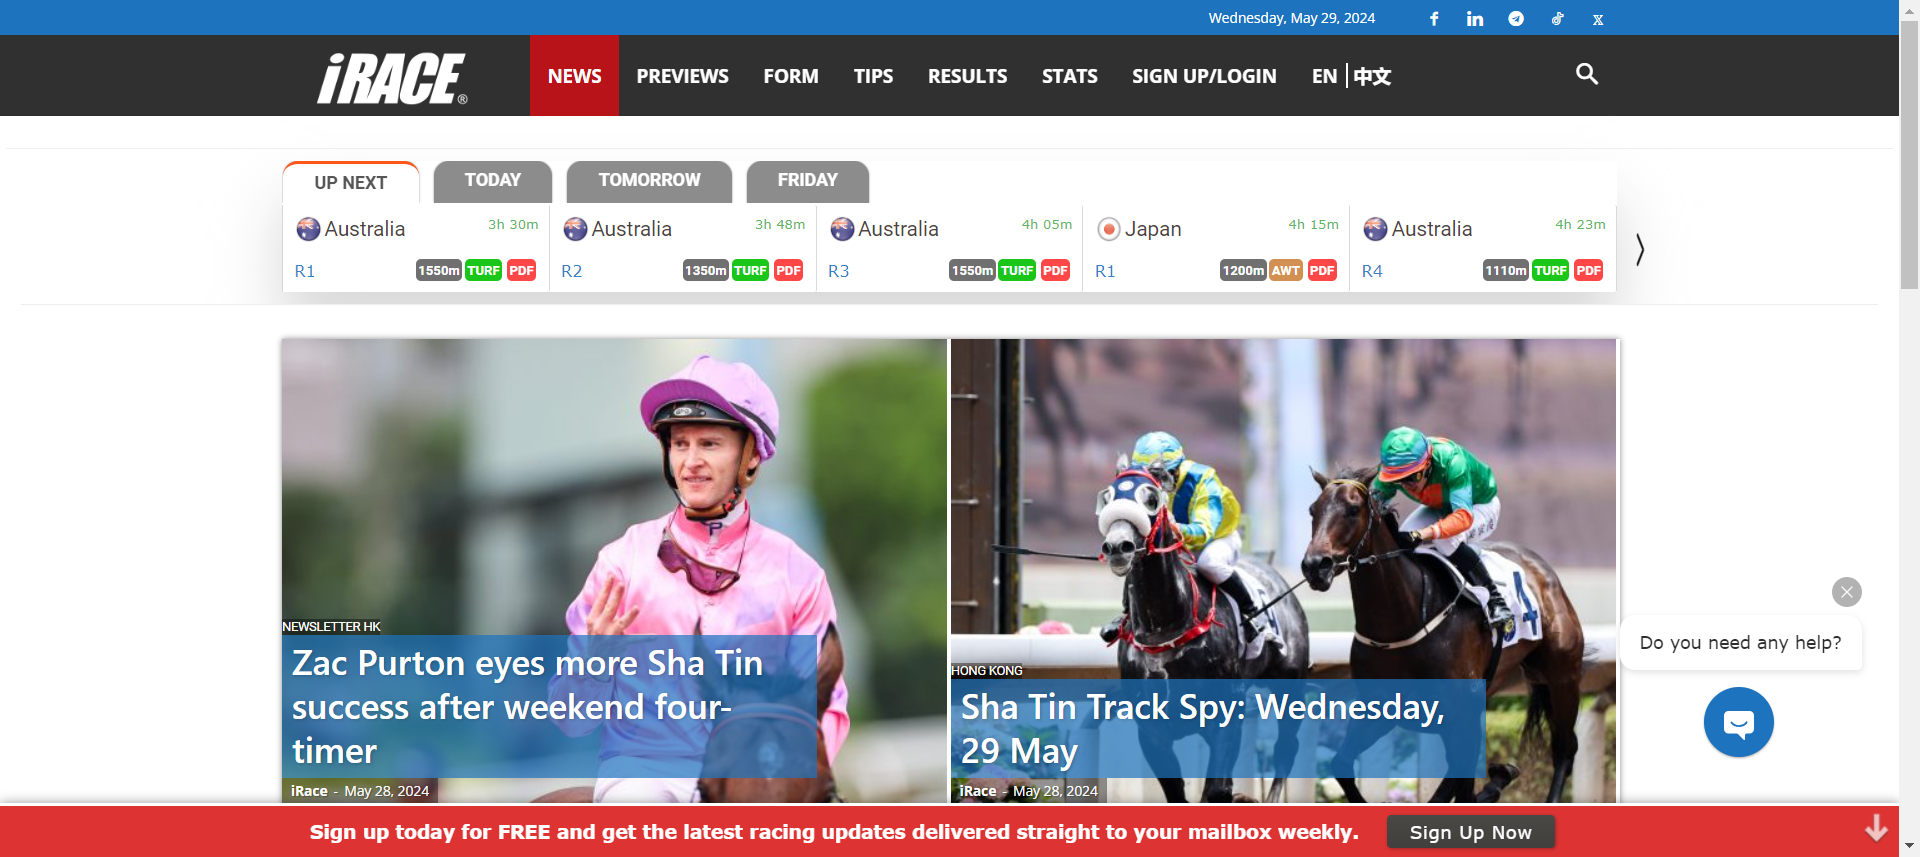 Wednesday, May 29, 2024
iRACE®
NEWS PREVIEWS FORM TIPS RESULTS STATS SIGN UP/LOGIN EN 中文
UP NEXT TODAY TOMORROW FRIDAY
Australia 3h 30m
R1 1550m TURF PDF
Australia 3h 48m
R2 1350m TURF PDF
Australia 4h 05m
R3 1550m TURF PDF
Japan 4h 15m
R1 1200m AWT PDF
Australia 4h 23m
R4 1110m TURF PDF
NEWSLETTER HK
Zac Purton eyes more Sha Tin
success after weekend four-
timer
iRace - May 28, 2024
4
HONG KONG
Sha Tin Track Spy: Wednesday,
29 May
iRace - May 28, 2024
Do you need any help?
Sign up today for FREE and get the latest racing updates delivered straight to your mailbox weekly. Sign Up Now